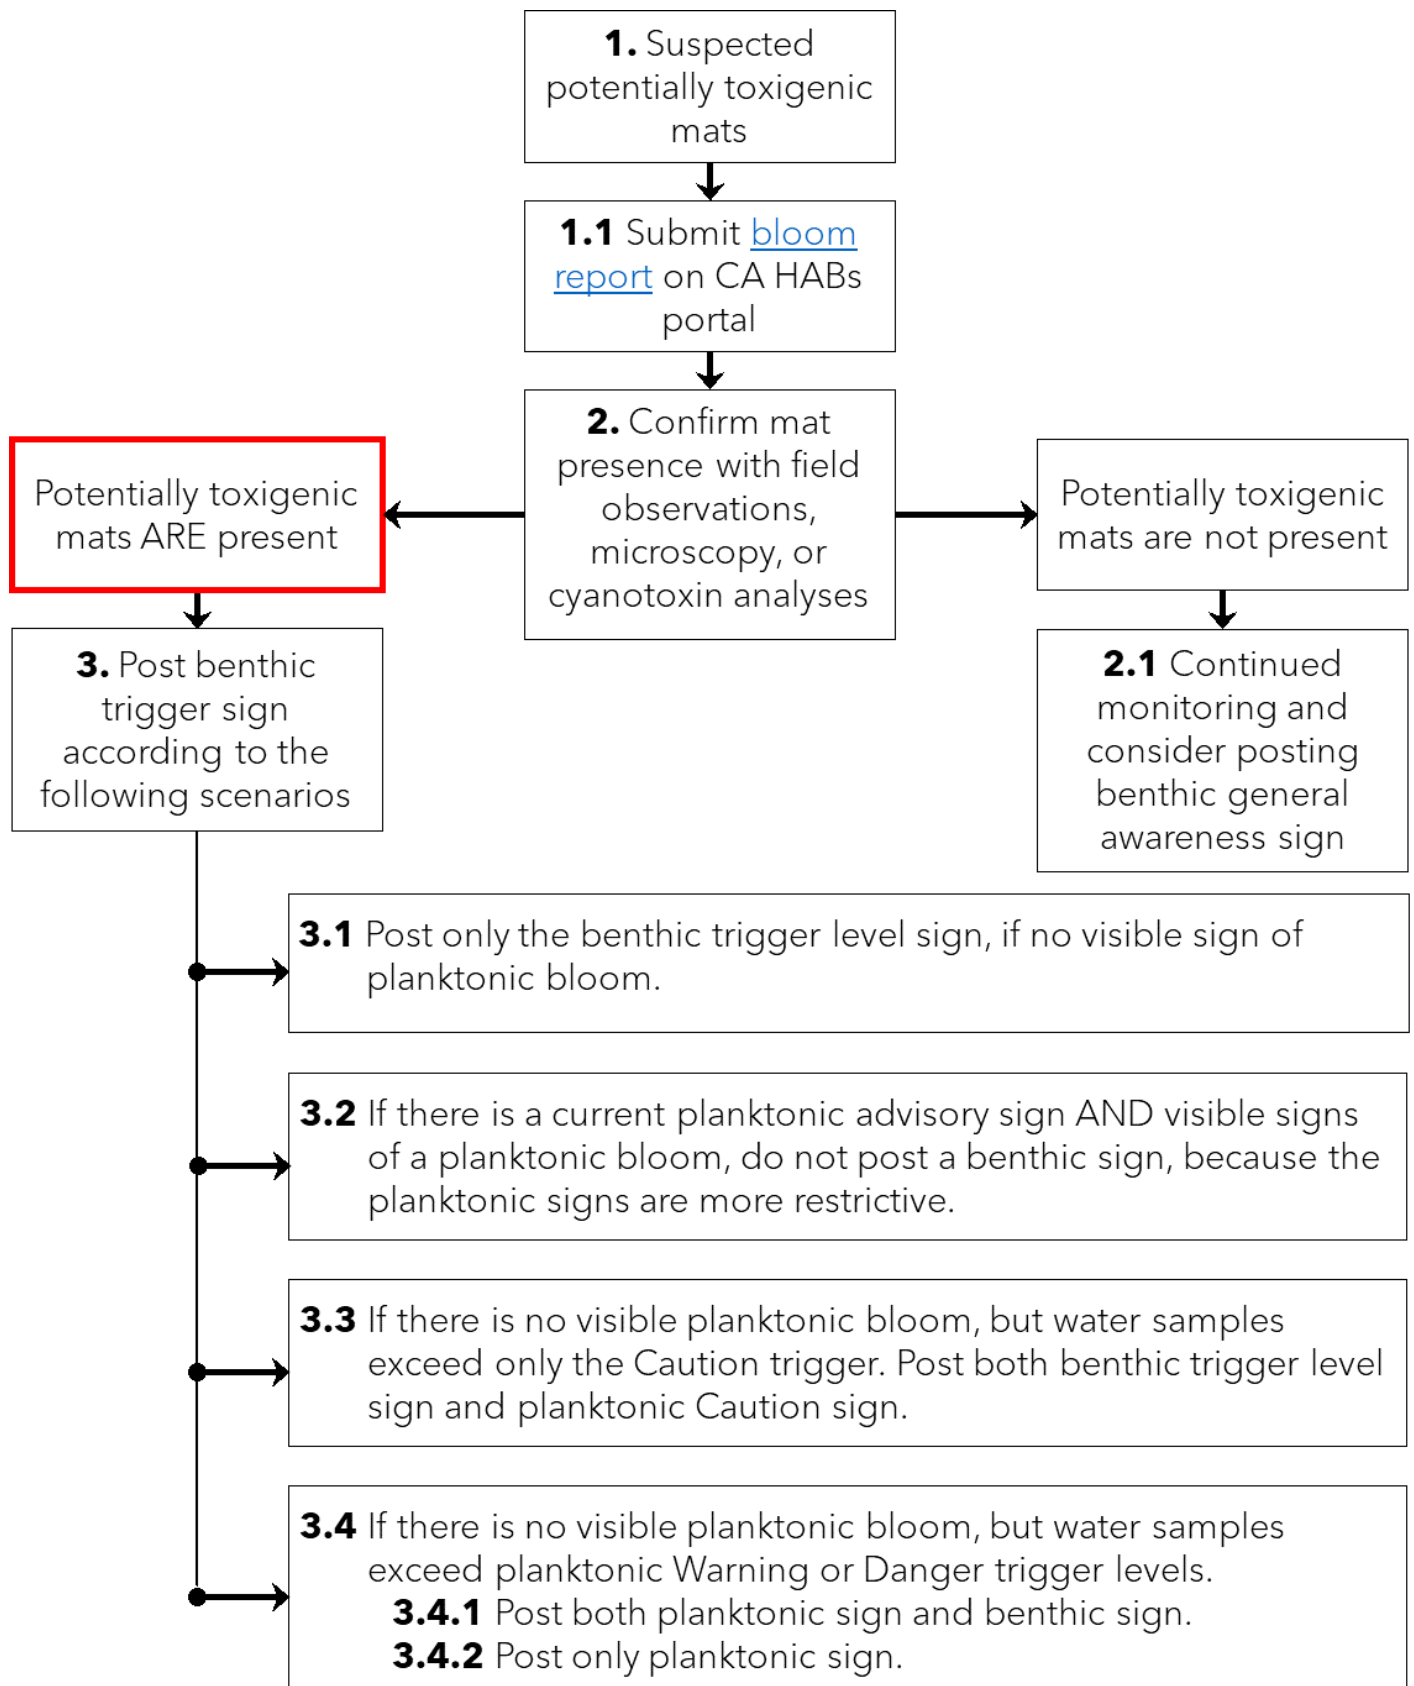 1. Suspected
potentially toxigenic
mats
1.1 Submit bloom
report on CA HABs
portal
2. Confirm mat
presence with field
observations,
microscopy, or
cyanotoxin analyses
Potentially toxigenic
mats ARE present
Potentially toxigenic
mats are not present
3. Post benthic
trigger sign
according to the
following scenarios
2.1 Continued
monitoring and
consider posting
benthic general
awareness sign
3.1 Post only the benthic trigger level sign, if no visible sign of
planktonic bloom.
3.2 If there is a current planktonic advisory sign AND visible signs
of a planktonic bloom, do not post a benthic sign, because the
planktonic signs are more restrictive.
3.3 If there is no visible planktonic bloom, but water samples
exceed only the Caution trigger. Post both benthic trigger level
sign and planktonic Caution sign.
3.4 If there is no visible planktonic bloom, but water samples
exceed planktonic Warning or Danger trigger levels.
3.4.1 Post both planktonic sign and benthic sign.
3.4.2 Post only planktonic sign.